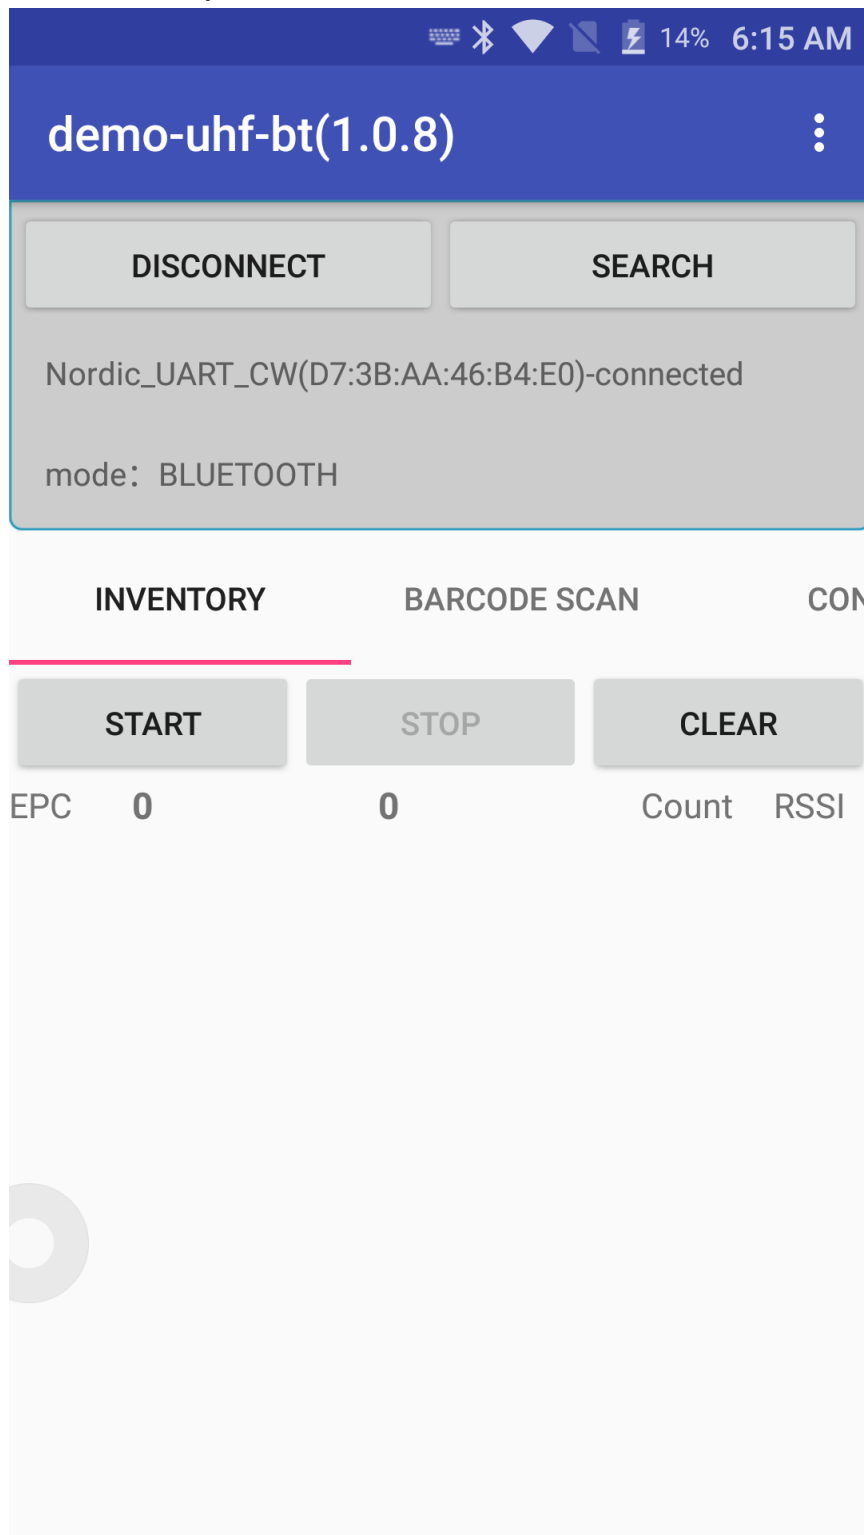 14% 6:15 AM
demo-uhf-bt(1.0.8)
DISCONNECT SEARCH
Nordic_UART_CW(D7:3B:AA:46:B4:E0)-connected
mode：BLUETOOTH
INVENTORY BARCODE SCAN CON
START STOP CLEAR
EPC 0 0 Count RSSI